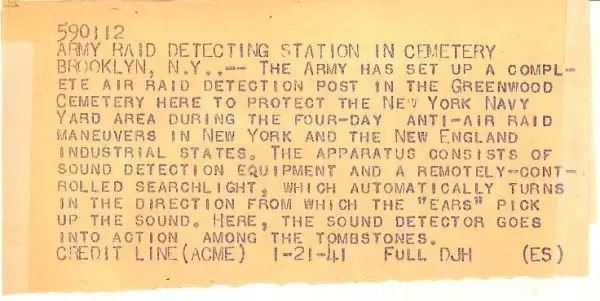 590112
ARMY RAID DETECTING STATION IN CEMETERY
BROOKLYN, N.Y..-- THE ARMY HAS SET UP A COMPL-
ETE AIR RAID DETECTION POST IN THE GREENWOOD
CEMETERY HERE TO PROTECT THE NEW YORK NAVY
YARD AREA DURING THE FOUR-DAY ANTI-AIR RAID
MANEUVERS IN NEW YORK AND THE NEW ENGLAND
INDUSTRIAL STATES. THE APPARATUS CONSISTS OF
SOUND DETECTION EQUIPMENT AND A REMOTELY-CONT-
ROLLED SEARCHLIGHT, WHICH AUTOMATICALLY TURNS
IN THE DIRECTION FROM WHICH THE "EARS" PICK
UP THE SOUND. HERE, THE SOUND DETECTOR GOES
INTO ACTION AMONG THE TOMBSTONES.
CREDIT LINE(ACME) 1-21-41 FULL DJH (ES)